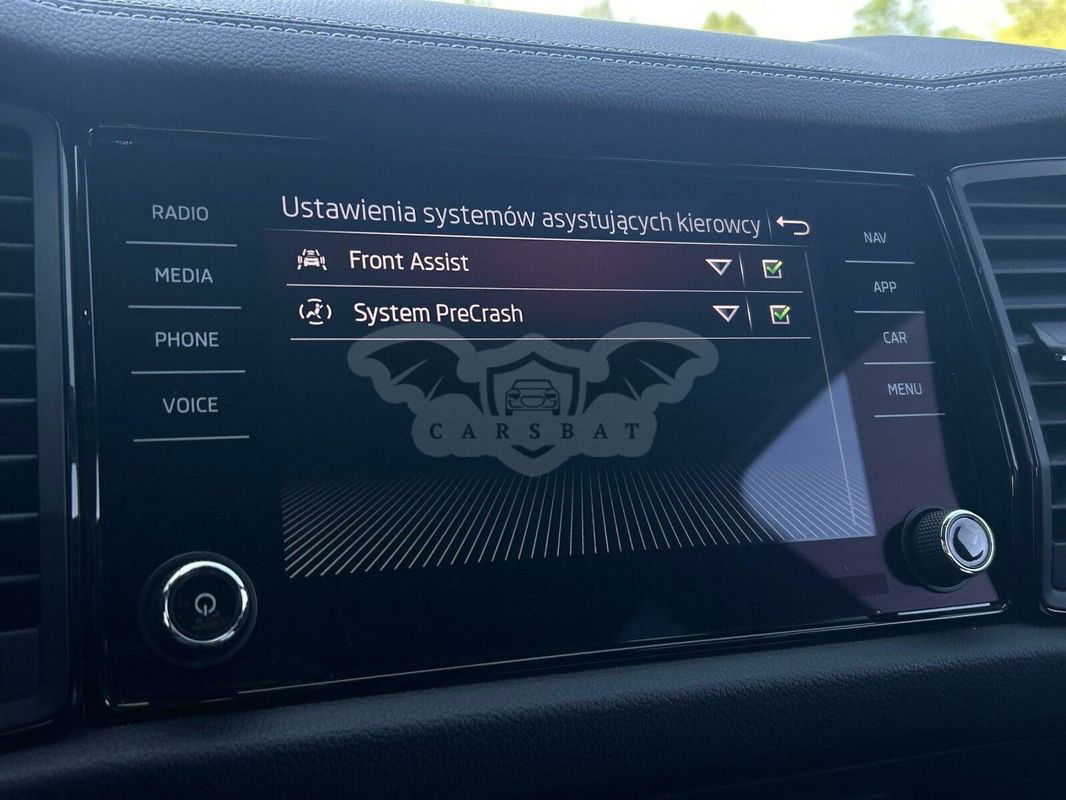 RADIO
MEDIA
PHONE
VOICE
Ustawienia systemów asystujących kierowcy
Front Assist
System PreCrash
NAV
APP
CAR
MENU
CARSBAT